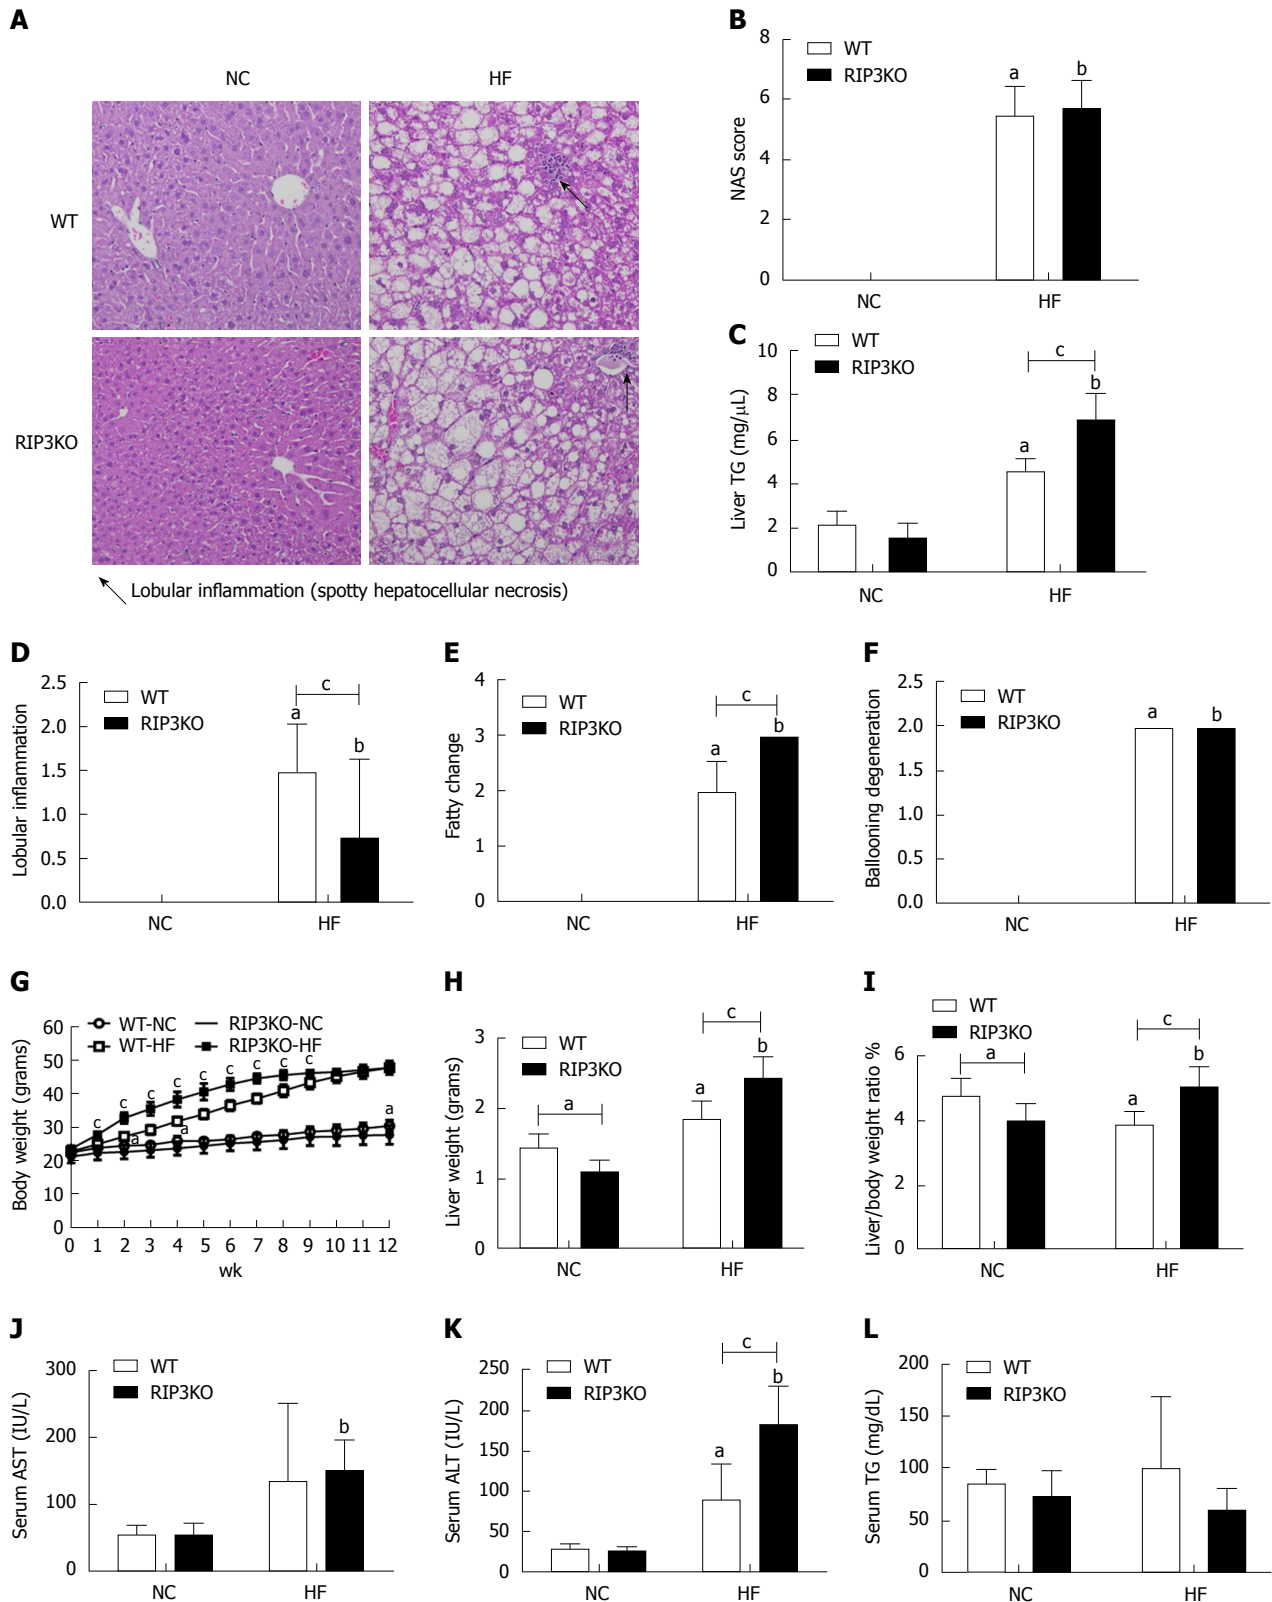 A
NC
HF
WT
RIP3KO
Lobular inflammation (spotty hepatocellular necrosis)
B
8
6
4
2
0
NAS score
WT
RIP3KO
a
b
NC
HF
C
10
8
6
4
2
0
Liver TG (mg/μL)
WT
RIP3KO
c
a
b
NC
HF
D
2.5
2.0
1.5
1.0
0.5
0.0
Lobular inflammation
WT
RIP3KO
c
a
b
NC
HF
E
4
3
2
1
0
Fatty change
WT
RIP3KO
c
a
b
NC
HF
F
2.5
2.0
1.5
1.0
0.5
0.0
Ballooning degeneration
WT
RIP3KO
a
b
NC
HF
G
60
50
40
30
20
10
0
Body weight (grams)
WT-NC
RIP3KO-NC
WT-HF
RIP3KO-HF
c c c c c c c c c
a a a
0 1 2 3 4 5 6 7 8 9 10 11 12
wk
H
3
2
1
0
Liver weight (grams)
WT
RIP3KO
a
c
a
b
NC
HF
I
6
4
2
0
Liver/body weight ratio %
WT
RIP3KO
a
c
a
b
NC
HF
J
300
200
100
0
Serum AST (IU/L)
WT
RIP3KO
b
NC
HF
K
250
200
150
100
50
0
Serum ALT (IU/L)
WT
RIP3KO
c
a
b
NC
HF
L
200
150
100
50
0
Serum TG (mg/dL)
WT
RIP3KO
NC
HF